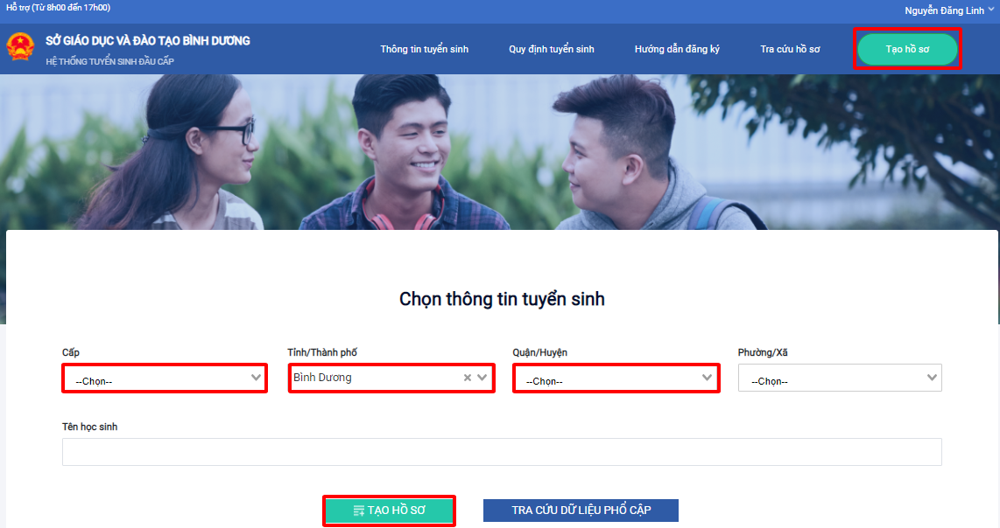 Hỗ trợ (Từ 8h00 đến 17h00)
Nguyễn Đăng Linh
SỞ GIÁO DỤC VÀ ĐÀO TẠO BÌNH DƯƠNG
HỆ THỐNG TUYỂN SINH ĐẦU CẤP
Thông tin tuyển sinh
Quy định tuyển sinh
Hướng dẫn đăng ký
Tra cứu hồ sơ
Tạo hồ sơ
Chọn thông tin tuyển sinh
Cấp
Tỉnh/Thành phố
Quận/Huyện
Phường/Xã
--Chọn--
Bình Dương
--Chọn--
--Chọn--
Tên học sinh
TẠO HỒ SƠ
TRA CỨU DỮ LIỆU PHỔ CẬP